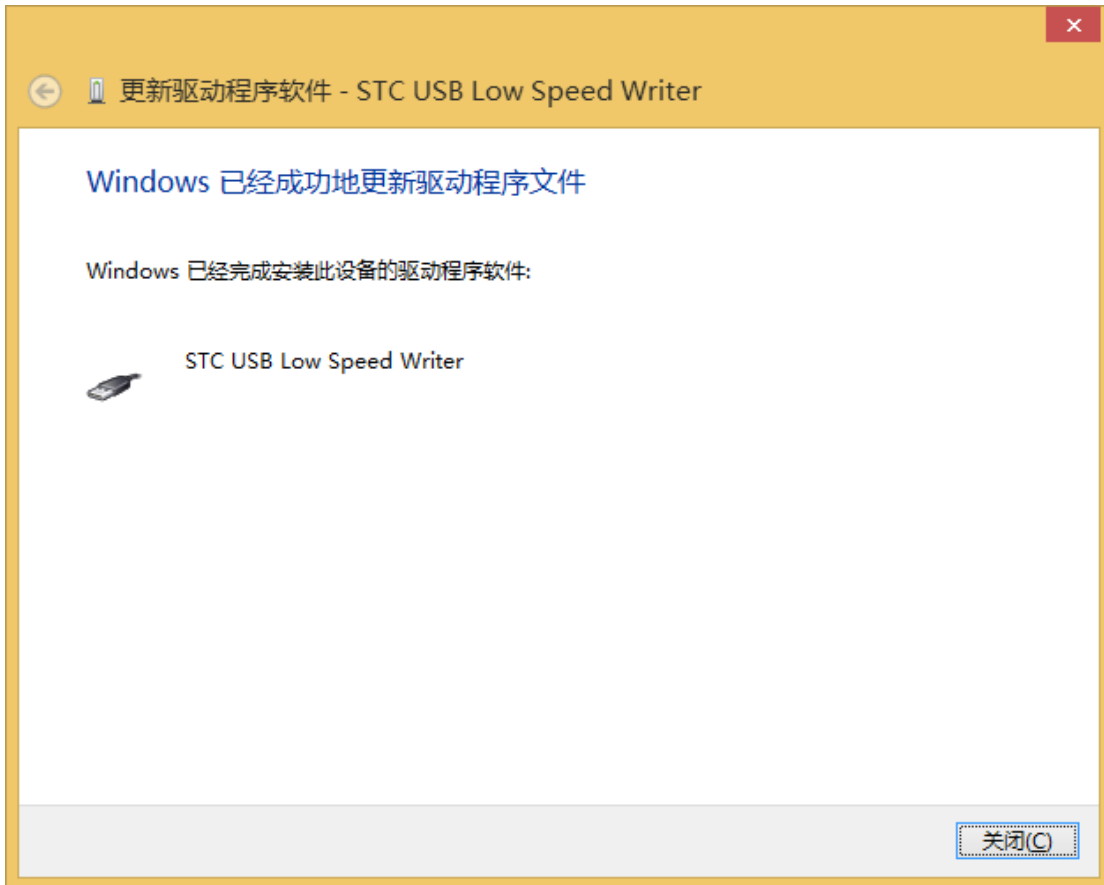 更新驱动程序软件 - STC USB Low Speed Writer
Windows 已经成功地更新驱动程序文件
Windows 已经完成安装此设备的驱动程序软件:
STC USB Low Speed Writer
关闭(C)